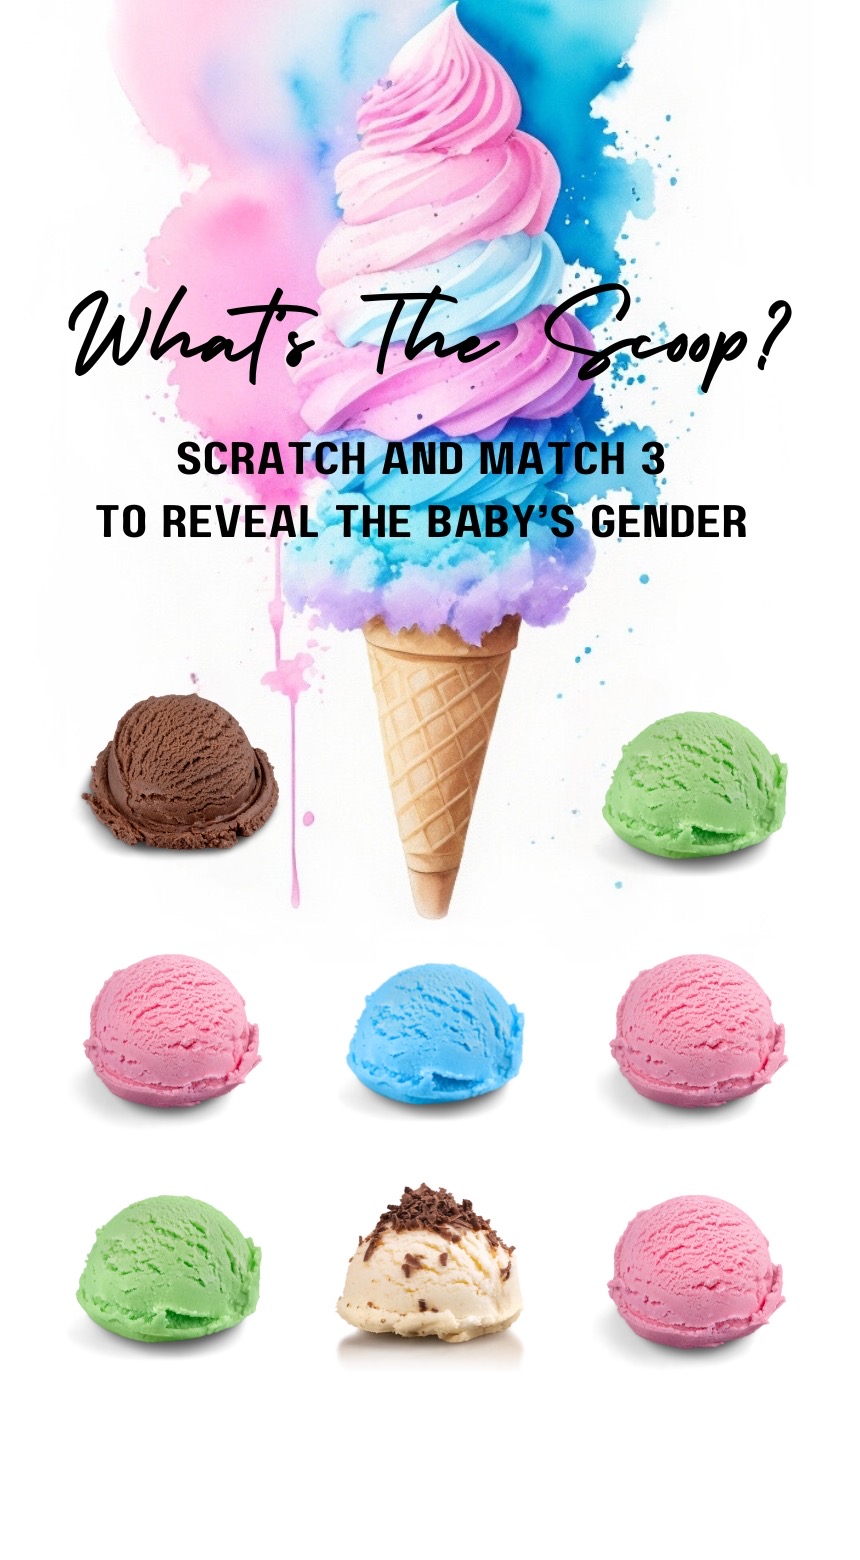 What's The Scoop?
SCRATCH AND MATCH 3
TO REVEAL THE BABY'S GENDER